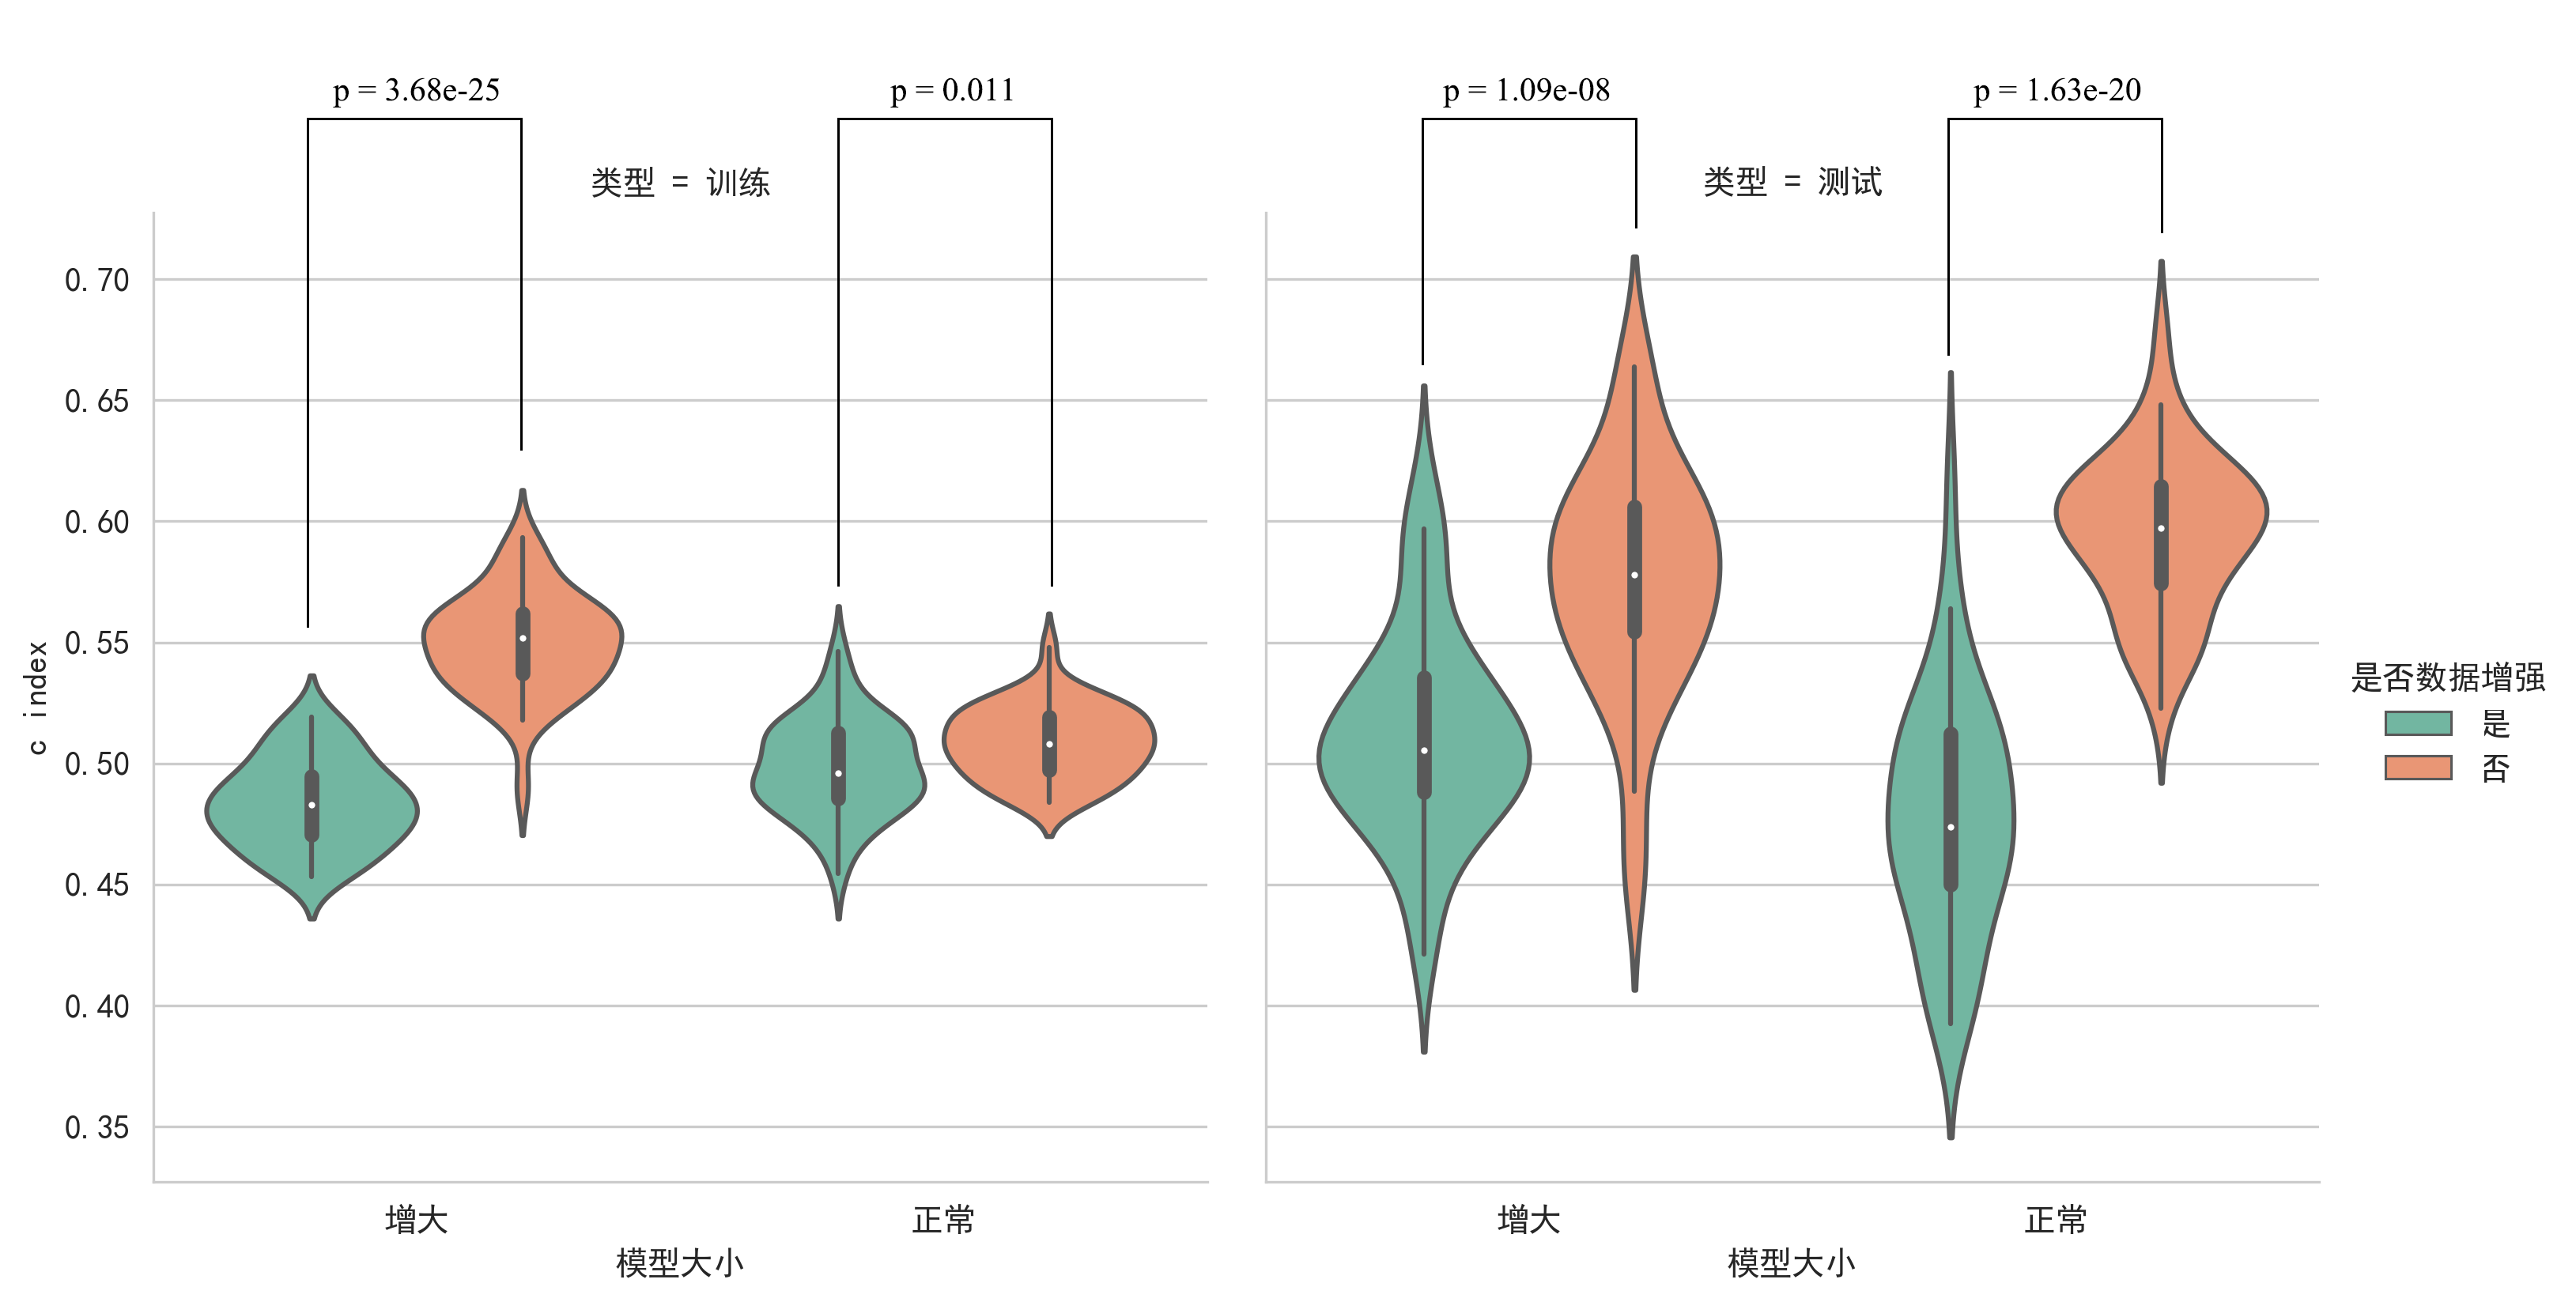 p = 3.68e-25
p = 0.011
p = 1.09e-08
p = 1.63e-20
类型 = 训练
类型 = 测试
0.70
0.65
0.60
0.55
0.50
0.45
0.40
0.35
c index
增大
正常
增大
正常
模型大小
模型大小
是否数据增强
是
否